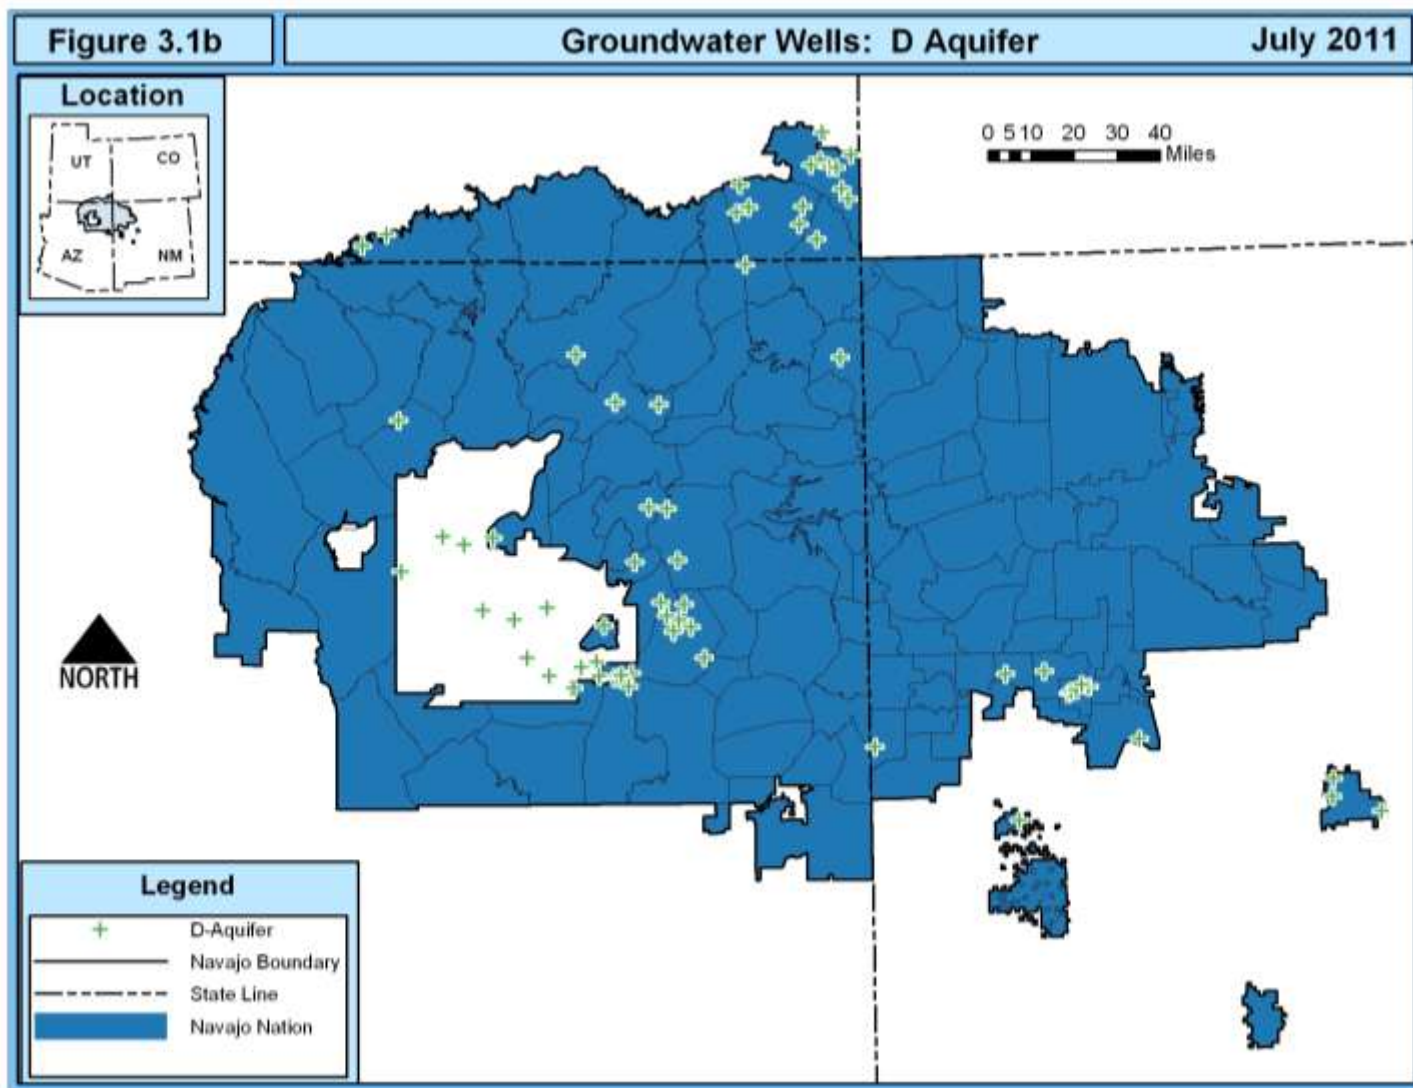 Figure 3.1b
Groundwater Wells: D Aquifer
July 2011
Location
UT
CO
AZ
NM
0 5 10 20 30 40
Miles
NORTH
Legend
D-Aquifer
Navajo Boundary
State Line
Navajo Nation